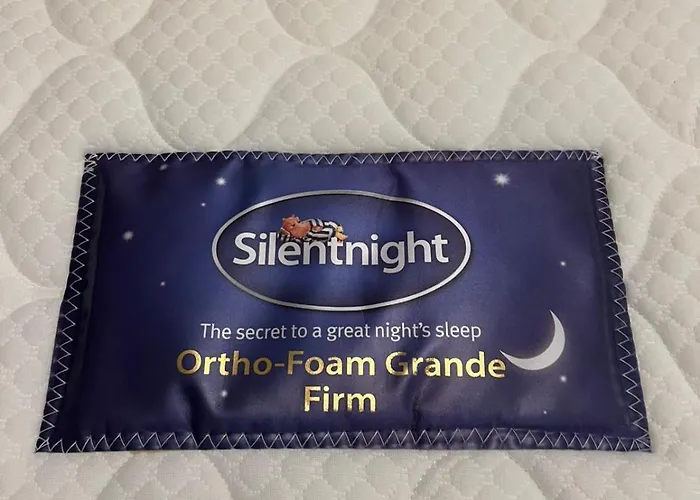 Silentnight
The secret to a great night's sleep
Ortho-Foam Grande
Firm